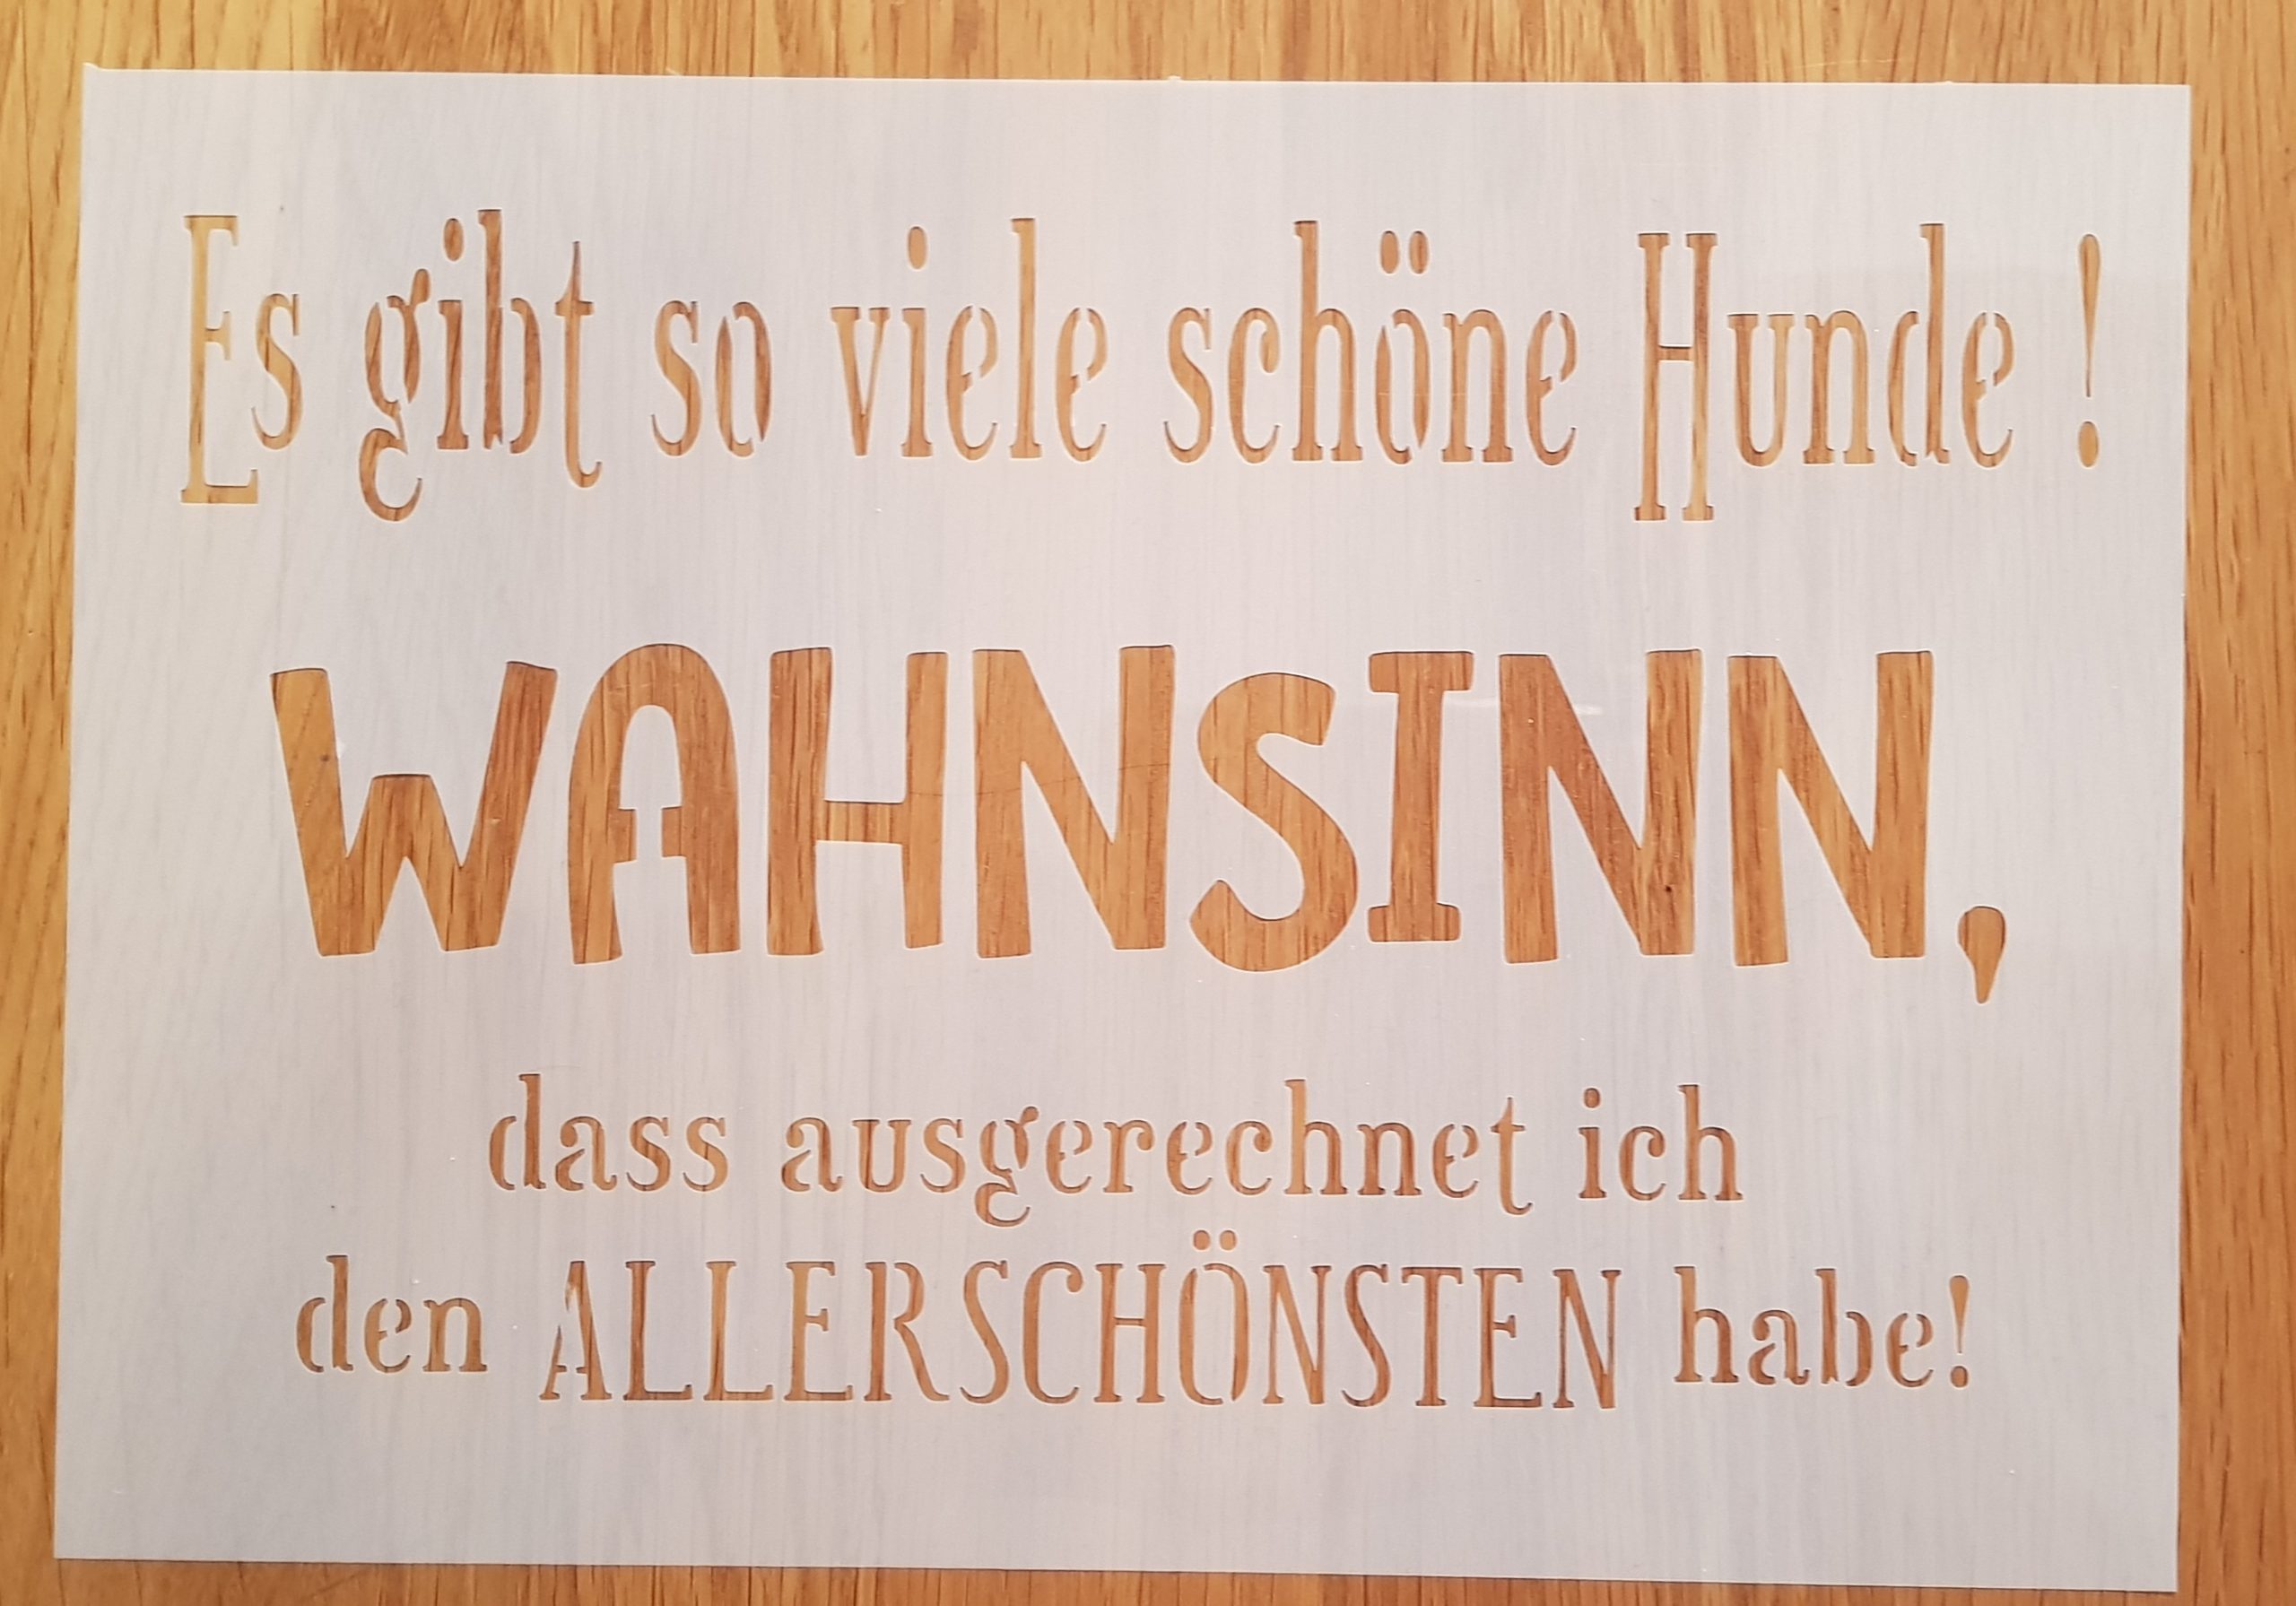 Es gibt so viele schöne Hunde !
WAHNSINN,
dass ausgerechnet ich
den ALLERSCHÖNSTEN habe!